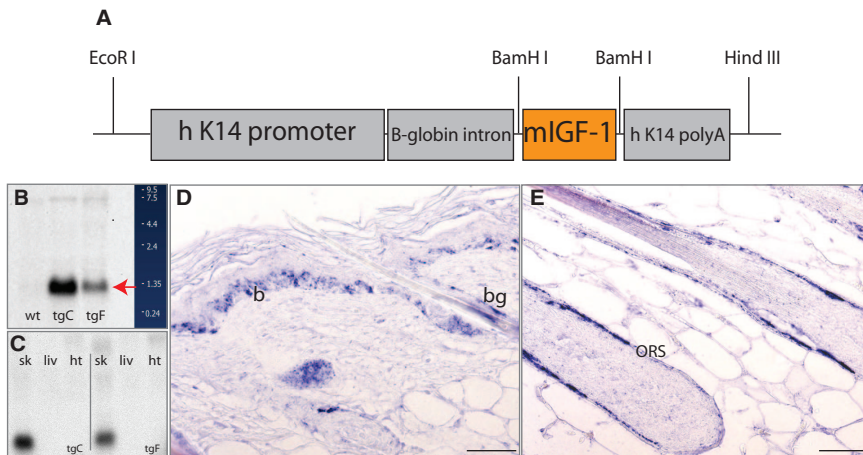 A
EcoR I
BamH I
BamH I
Hind III
h K14 promoter
B-globin intron
mIGF-1
h K14 polyA
B
- 9.5
- 7.5
- 4.4
- 2.4
- 1.35
- 0.24
wt tgC tgF
C
sk liv ht sk liv ht
tgC tgF
D
b
bg
E
ORS